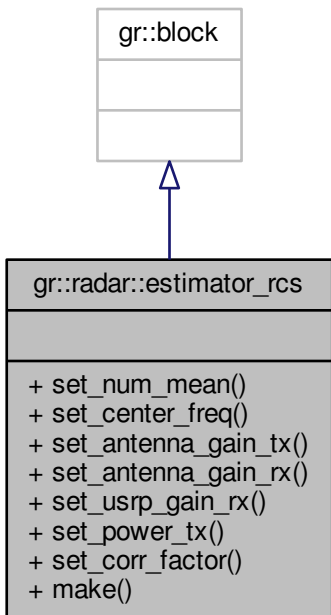 gr::block
gr::radar::estimator_rcs
+ set_num_mean()
+ set_center_freq()
+ set_antenna_gain_tx()
+ set_antenna_gain_rx()
+ set_usrp_gain_rx()
+ set_power_tx()
+ set_corr_factor()
+ make()